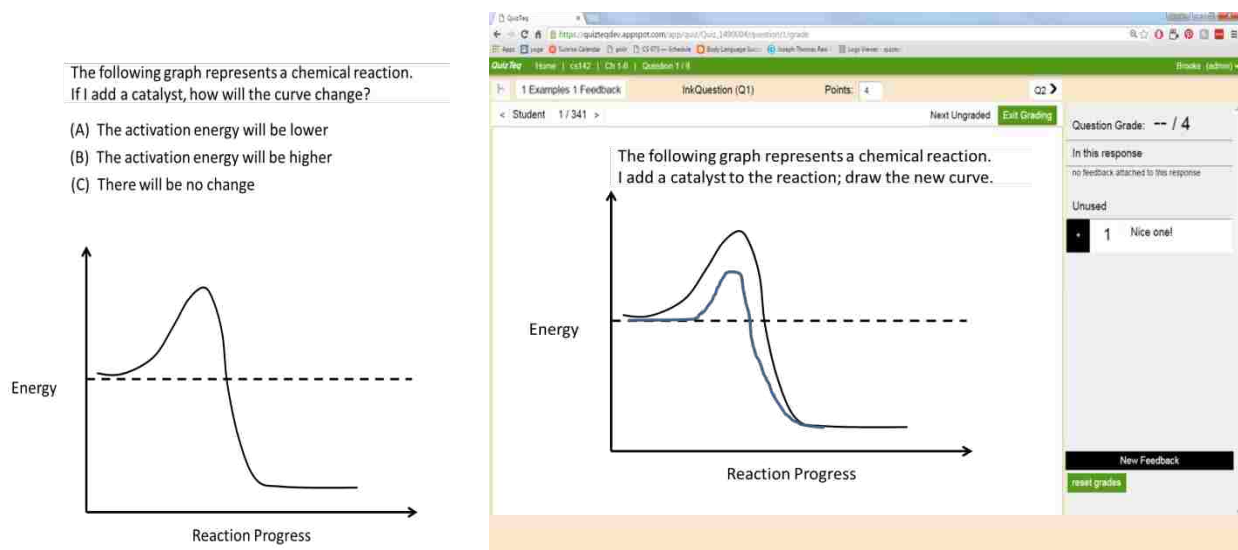 The following graph represents a chemical reaction.
If I add a catalyst, how will the curve change?
(A) The activation energy will be lower
(B) The activation energy will be higher
(C) There will be no change
Energy
Reaction Progress
QuizTeq
QuizTeq Home | cs142 | Ch 1-8 | Question 1 / 8
Brooke (admin)
1 Examples 1 Feedback
InkQuestion (Q1)
Points: 4
Q2
< Student 1 / 341 >
Next Ungraded
Exit Grading
The following graph represents a chemical reaction.
I add a catalyst to the reaction; draw the new curve.
Energy
Reaction Progress
Question Grade: -- / 4
In this response
no feedback attached to this response
Unused
1 Nice one!
New Feedback
reset grades